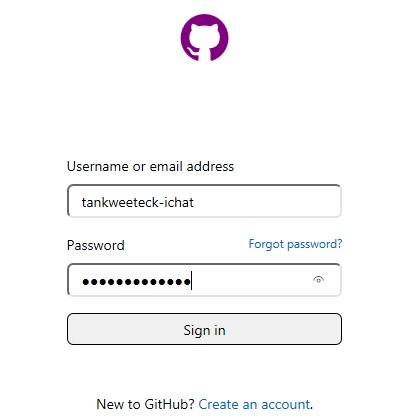 Username or email address
tankweeteck-ichat
Password Forgot password?
●●●●●●●●●●●●●
Sign in
New to GitHub? Create an account.